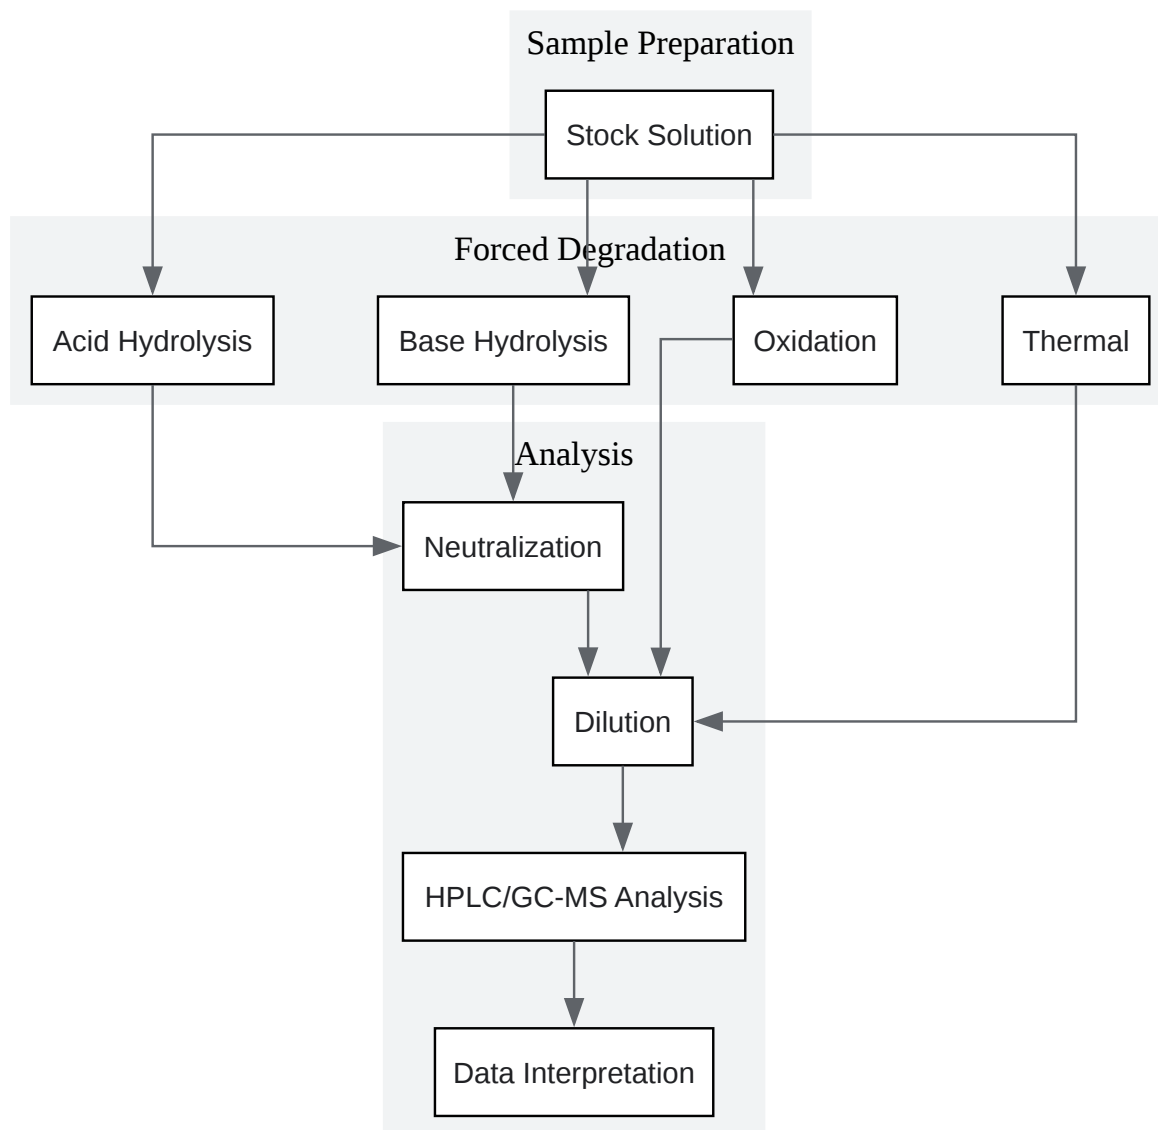 Sample Preparation
Stock Solution
Forced Degradation
Acid Hydrolysis
Base Hydrolysis
Oxidation
Thermal
Analysis
Neutralization
Dilution
HPLC/GC-MS Analysis
Data Interpretation